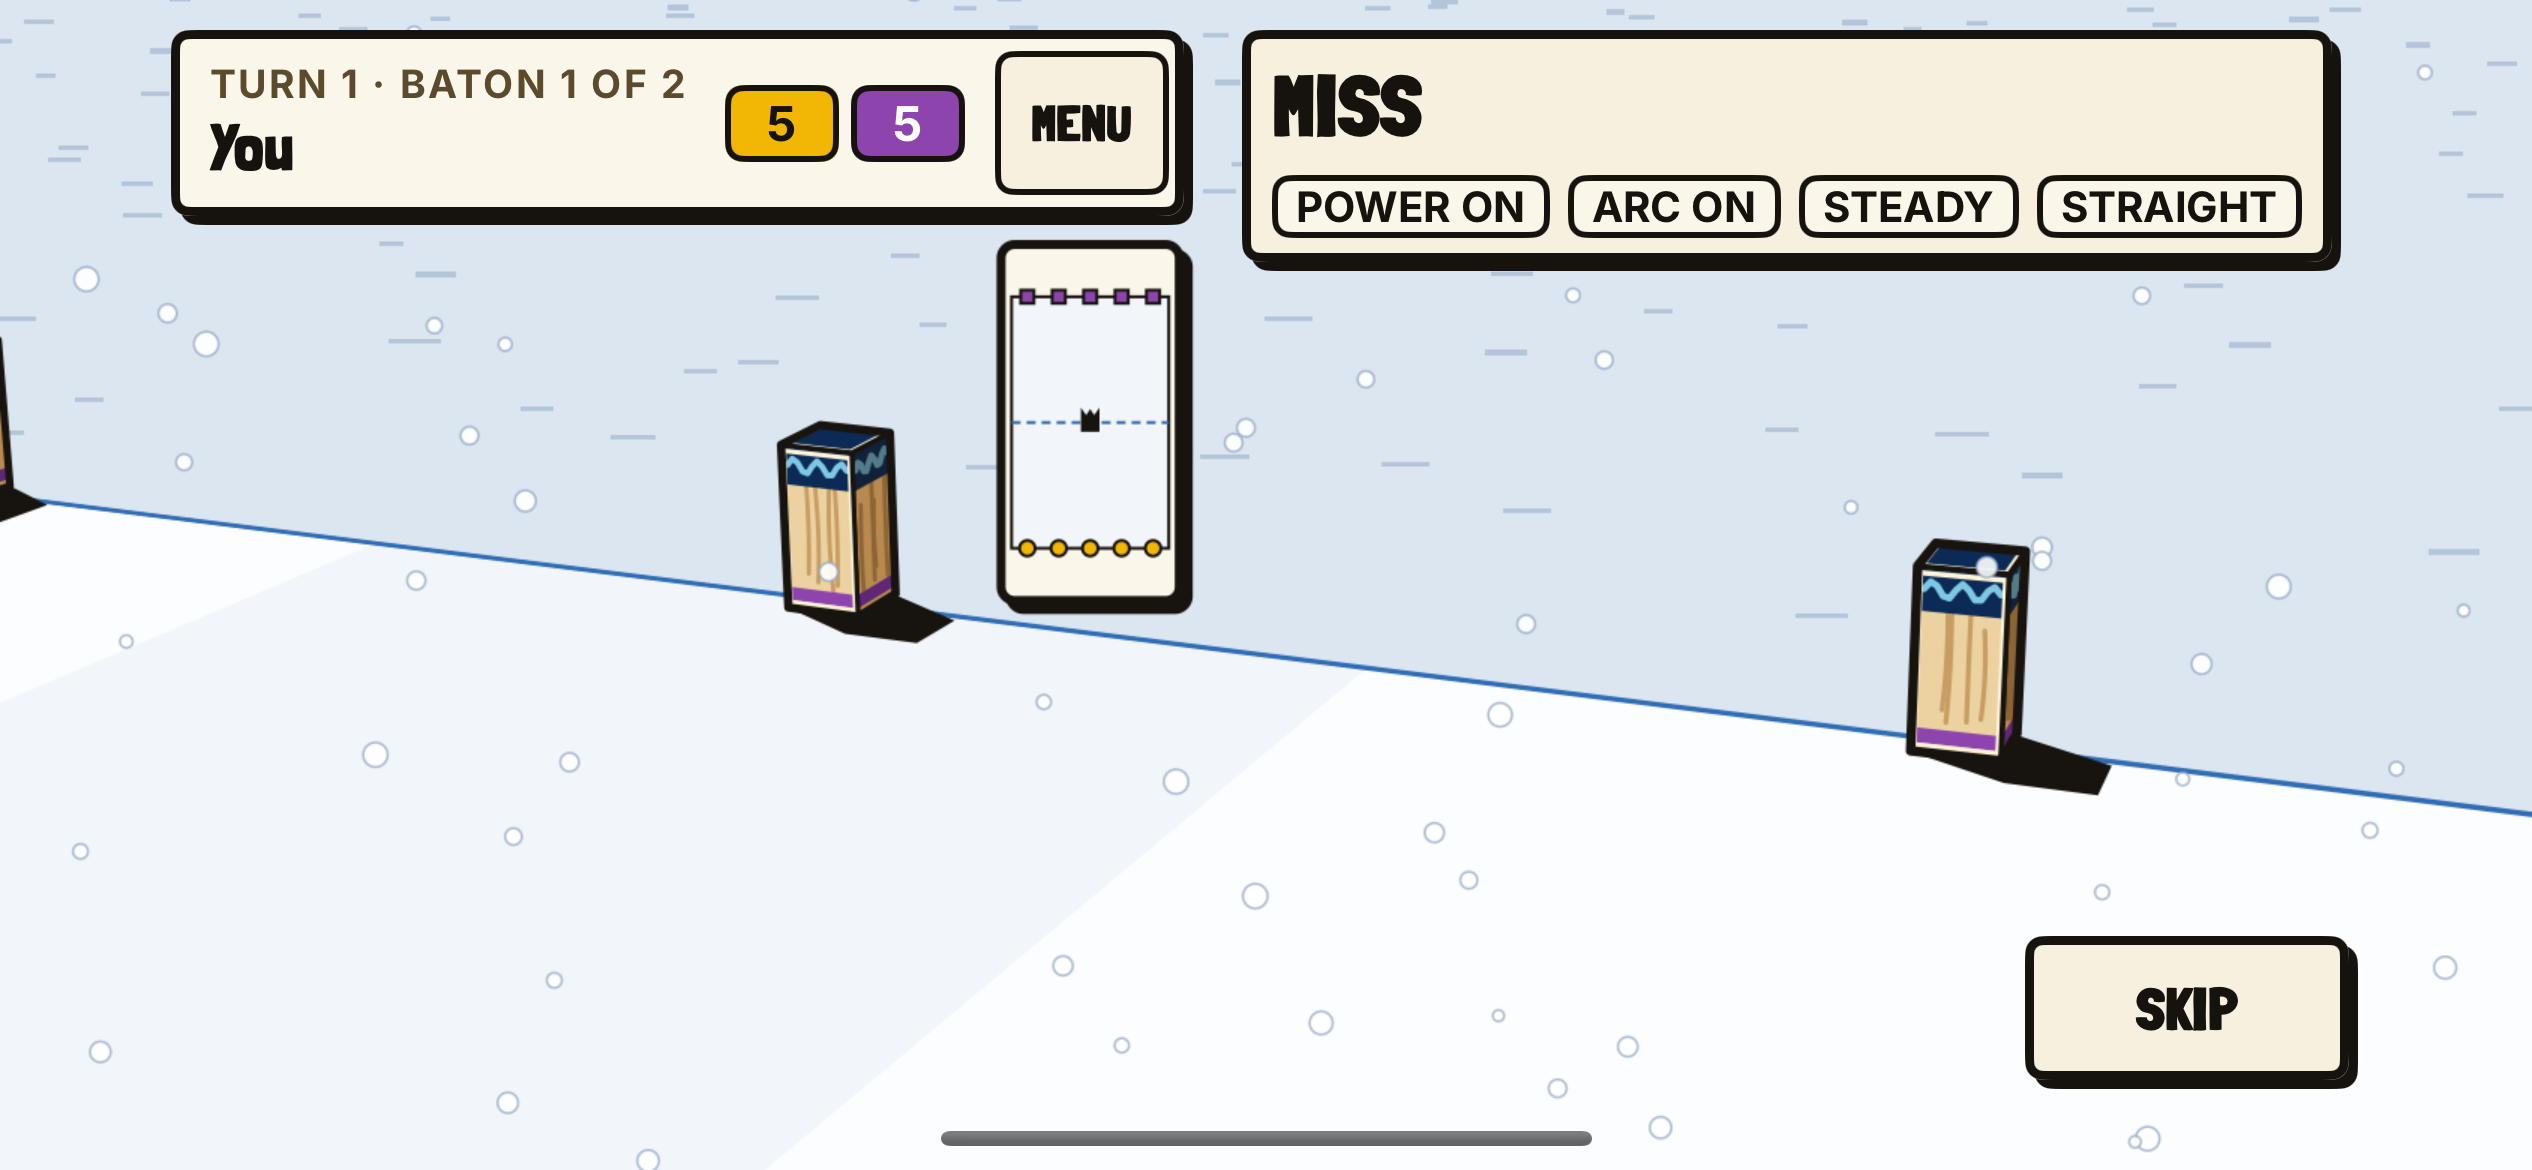 TURN 1 · BATON 1 OF 2
You
5
5
MENU
MISS
POWER ON
ARC ON
STEADY
STRAIGHT
SKIP